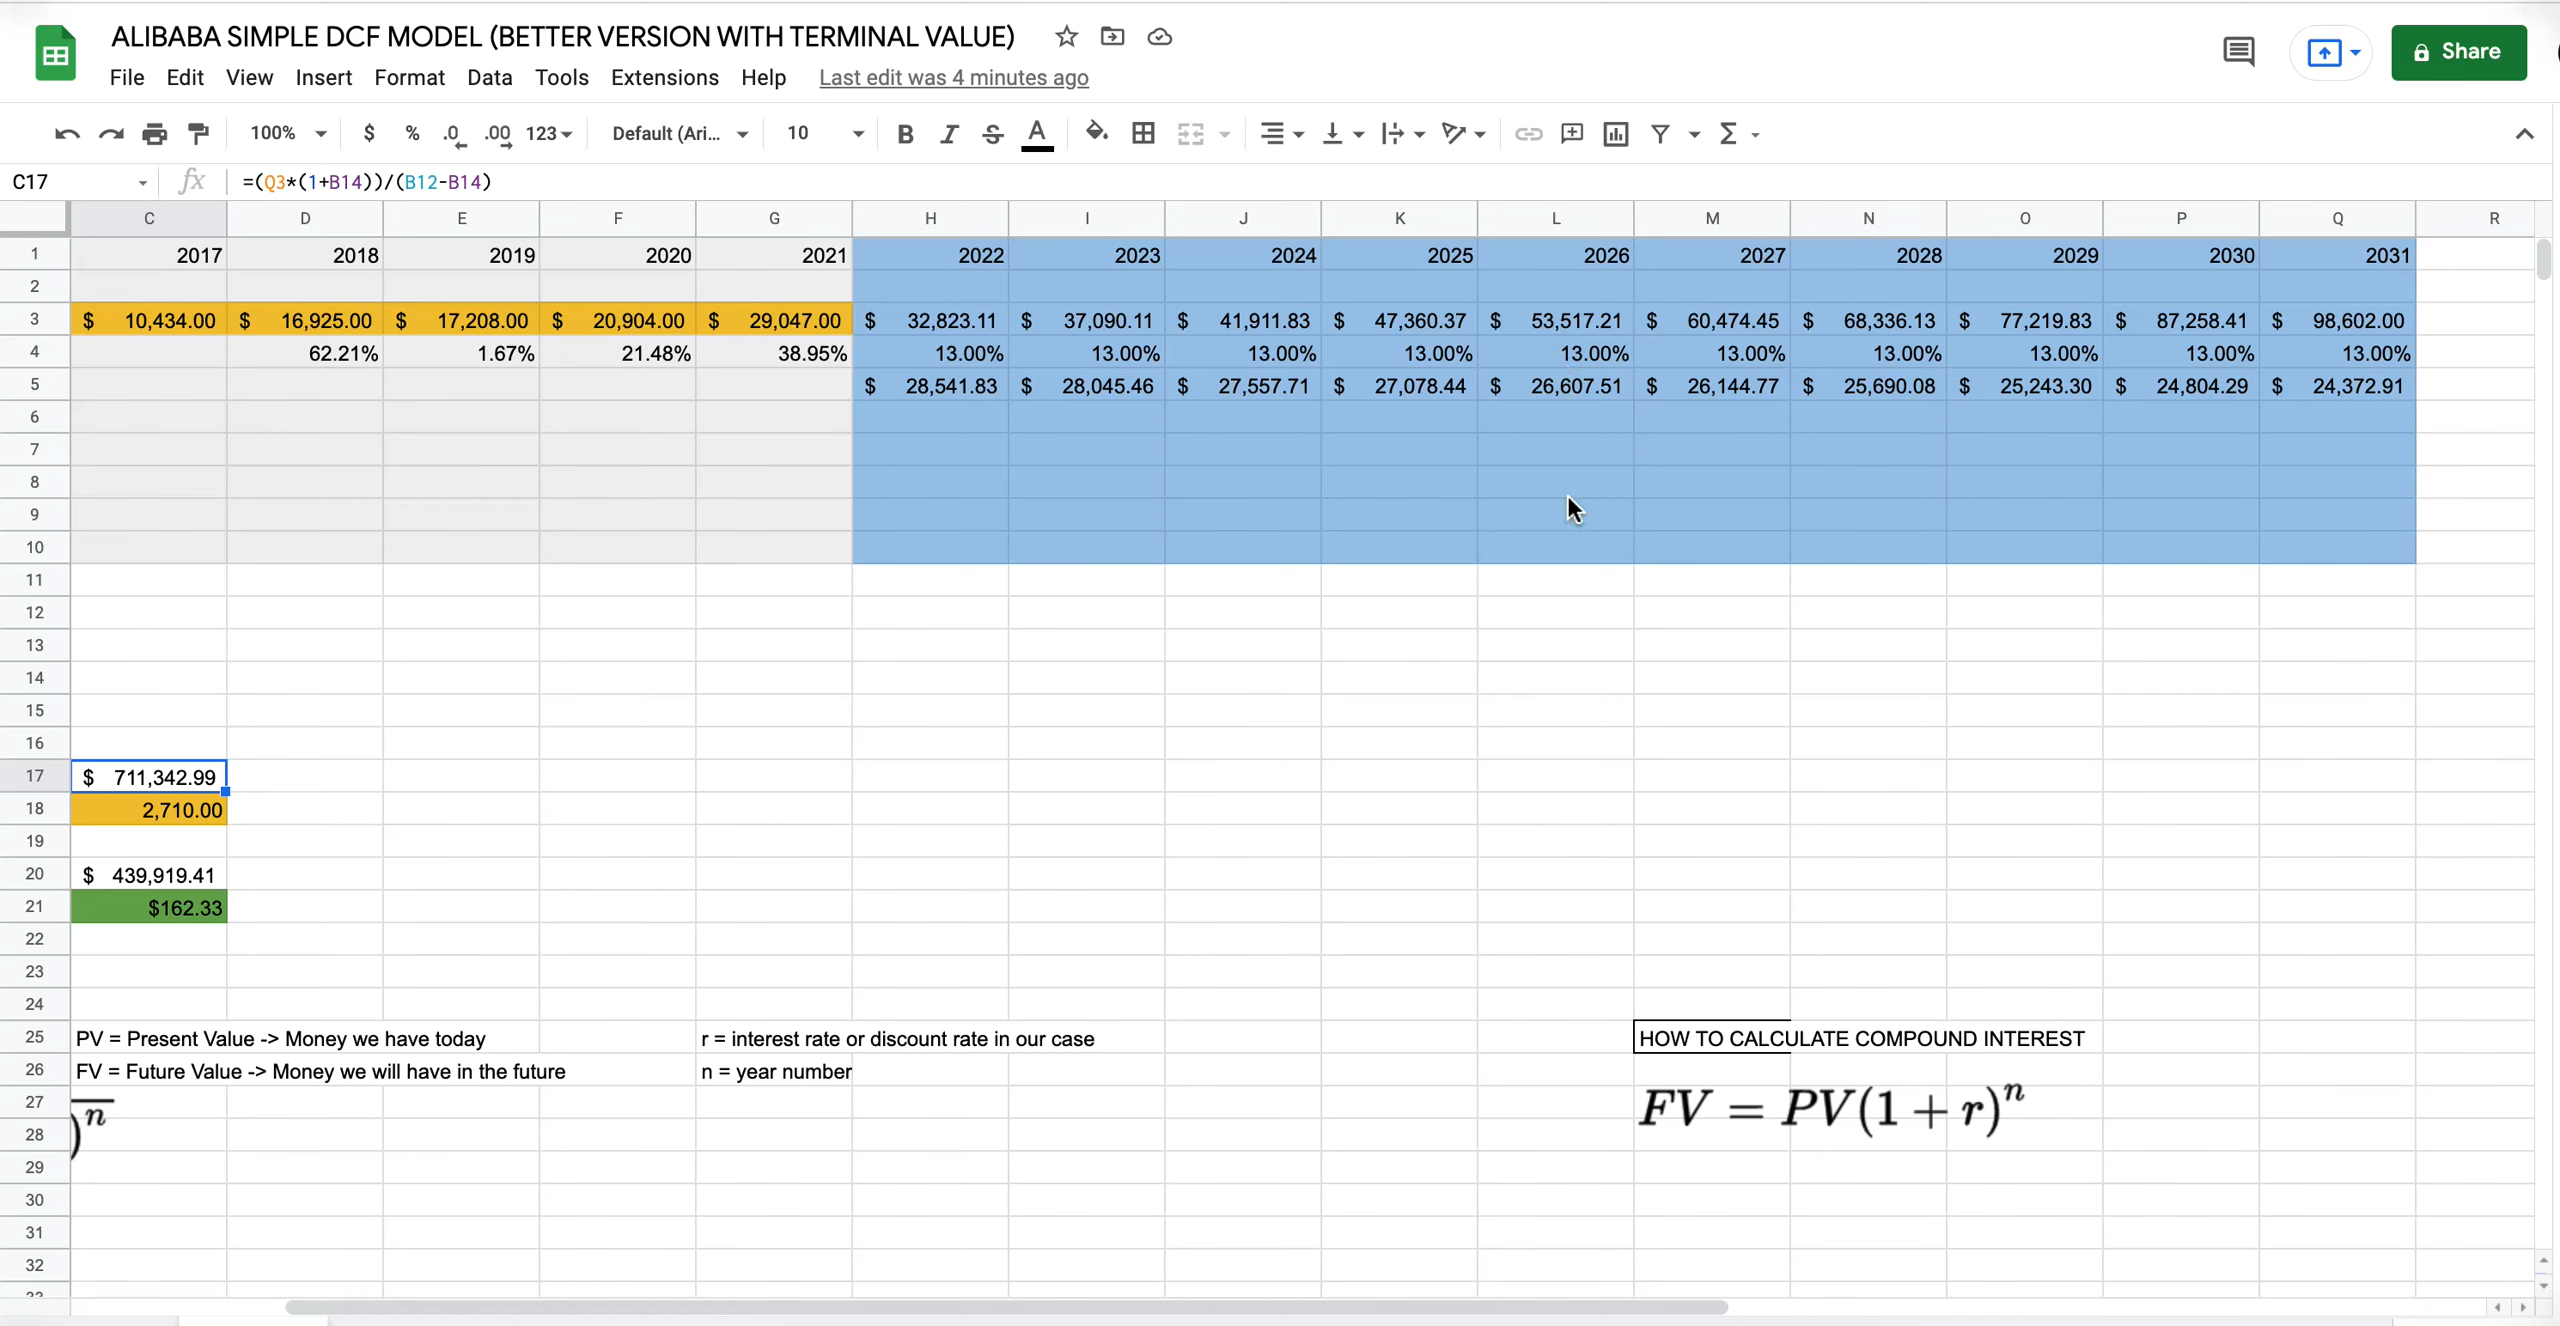 ALIBABA SIMPLE DCF MODEL (BETTER VERSION WITH TERMINAL VALUE)
Share
File Edit View Insert Format Data Tools Extensions Help Last edit was 4 minutes ago
100% $ % .0 .00 123 Default (Ari... 10 B I S A Σ
C17 fx =(Q3*(1+B14))/(B12-B14)
C D E F G H I J K L M N O P Q R
1 2017 2018 2019 2020 2021 2022 2023 2024 2025 2026 2027 2028 2029 2030 2031
2
3 $ 10,434.00 $ 16,925.00 $ 17,208.00 $ 20,904.00 $ 29,047.00 $ 32,823.11 $ 37,090.11 $ 41,911.83 $ 47,360.37 $ 53,517.21 $ 60,474.45 $ 68,336.13 $ 77,219.83 $ 87,258.41 $ 98,602.00
4 62.21% 1.67% 21.48% 38.95% 13.00% 13.00% 13.00% 13.00% 13.00% 13.00% 13.00% 13.00% 13.00% 13.00%
5 $ 28,541.83 $ 28,045.46 $ 27,557.71 $ 27,078.44 $ 26,607.51 $ 26,144.77 $ 25,690.08 $ 25,243.30 $ 24,804.29 $ 24,372.91
6
7
8
9
10
11
12
13
14
15
16
17 $ 711,342.99
18 2,710.00
19
20 $ 439,919.41
21 $162.33
22
23
24
25 PV = Present Value -> Money we have today r = interest rate or discount rate in our case HOW TO CALCULATE COMPOUND INTEREST
26 FV = Future Value -> Money we will have in the future n = year number
27 )^n FV = PV(1 + r)^n
28
29
30
31
32